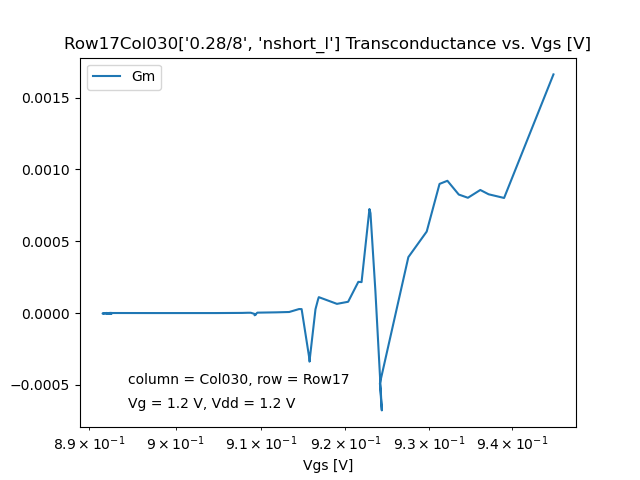 Row17Col030['0.28/8', 'nshort_l'] Transconductance vs. Vgs [V]
Gm
0.0015
0.0010
0.0005
0.0000
−0.0005
column = Col030, row = Row17
Vg = 1.2 V, Vdd = 1.2 V
8.9 × 10⁻¹ 9 × 10⁻¹ 9.1 × 10⁻¹ 9.2 × 10⁻¹ 9.3 × 10⁻¹ 9.4 × 10⁻¹
Vgs [V]